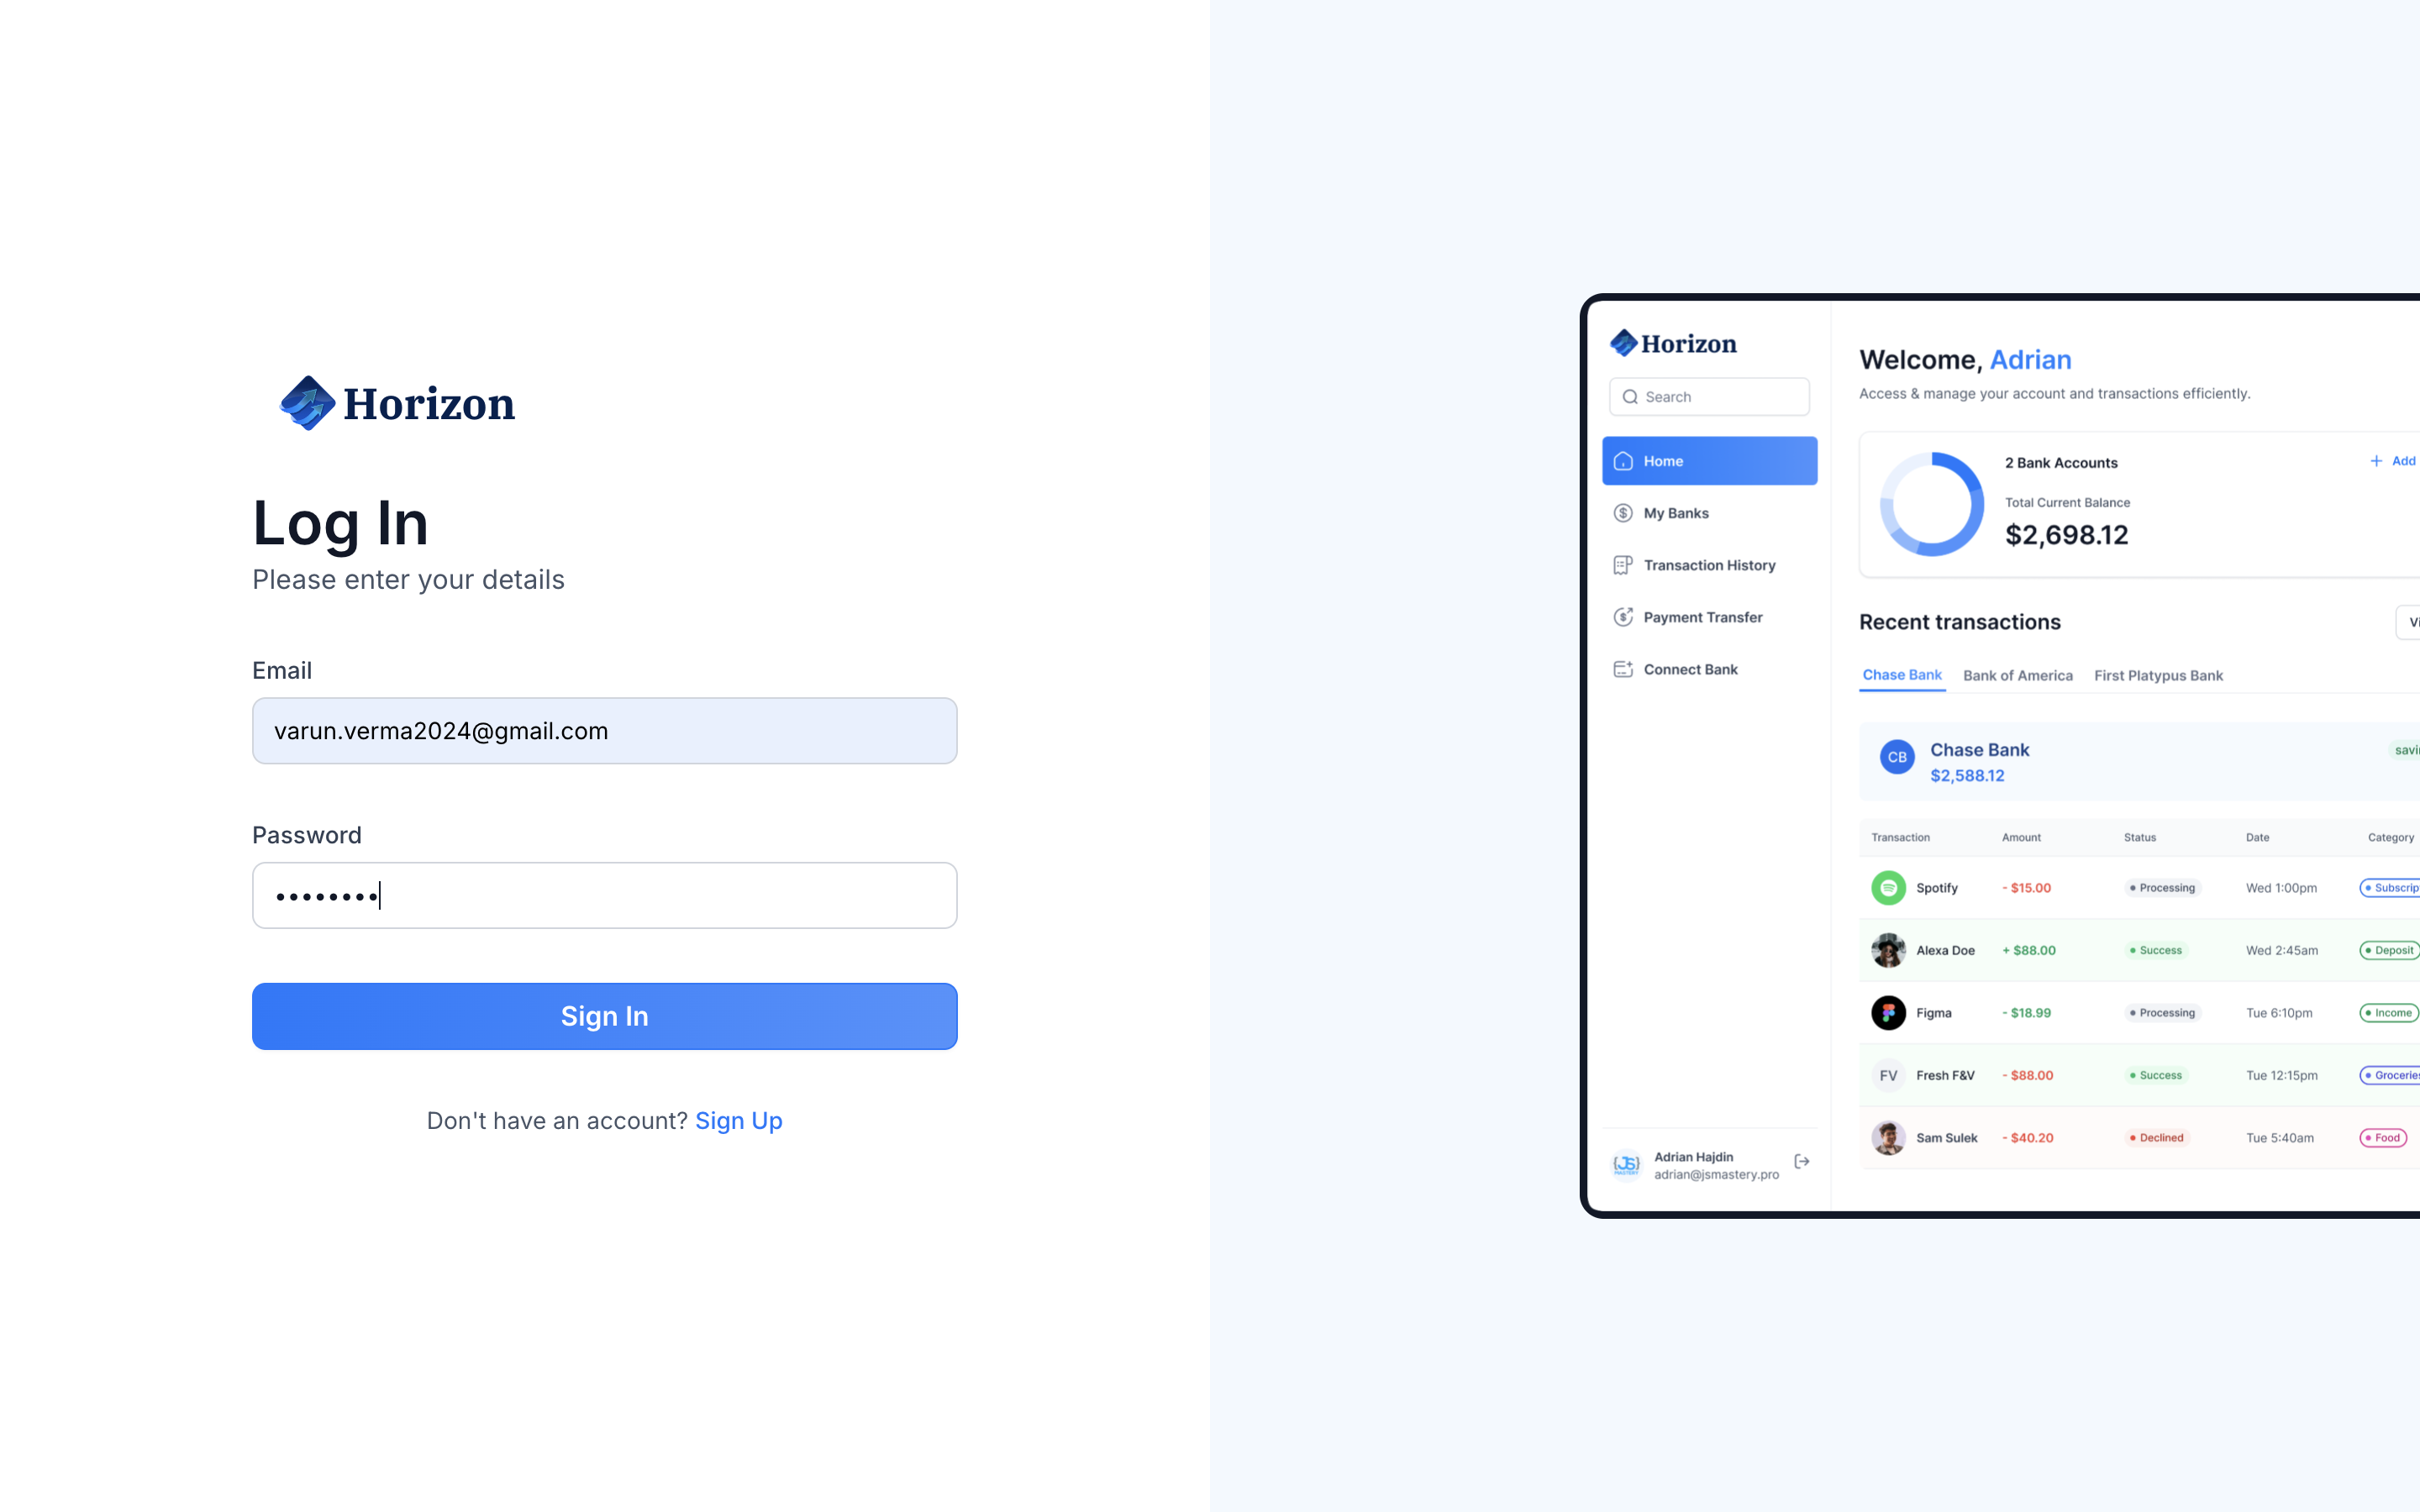 Horizon
Log In
Please enter your details
Email
varun.verma2024@gmail.com
Password
••••••••
Sign In
Don't have an account? Sign Up
Horizon
Search
Home
My Banks
Transaction History
Payment Transfer
Connect Bank
Adrian Hajdin
adrian@jsmastery.pro
Welcome, Adrian
Access & manage your account and transactions efficiently.
2 Bank Accounts
Add
Total Current Balance
$2,698.12
Recent transactions
Chase Bank Bank of America First Platypus Bank
CB Chase Bank
$2,588.12
Transaction Amount Status Date Category
Spotify - $15.00 Processing Wed 1:00pm
Alexa Doe + $88.00 Success Wed 2:45am Deposit
Figma - $18.99 Processing Tue 6:10pm Income
FV Fresh F&V - $88.00 Success Tue 12:15pm Groceries
Sam Sulek - $40.20 Declined Tue 5:40am Food